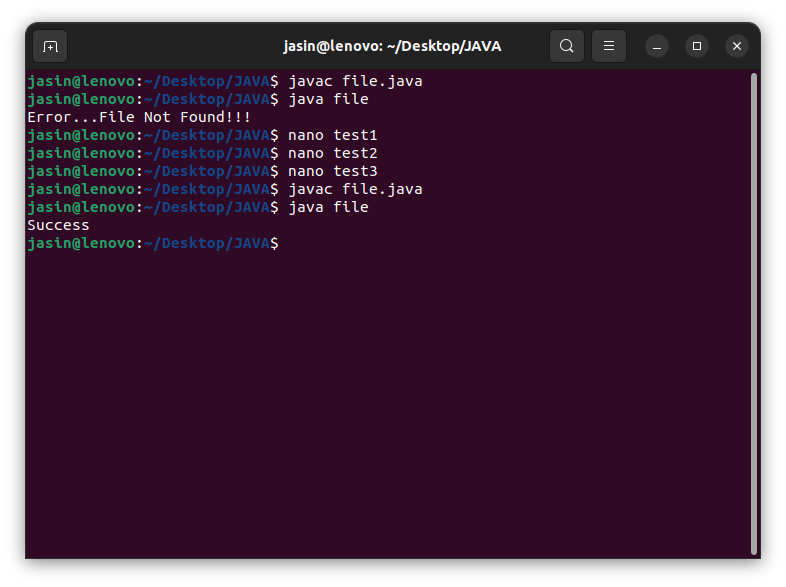 jasin@lenovo: ~/Desktop/JAVA
jasin@lenovo:~/Desktop/JAVA$ javac file.java
jasin@lenovo:~/Desktop/JAVA$ java file
Error...File Not Found!!!
jasin@lenovo:~/Desktop/JAVA$ nano test1
jasin@lenovo:~/Desktop/JAVA$ nano test2
jasin@lenovo:~/Desktop/JAVA$ nano test3
jasin@lenovo:~/Desktop/JAVA$ javac file.java
jasin@lenovo:~/Desktop/JAVA$ java file
Success
jasin@lenovo:~/Desktop/JAVA$